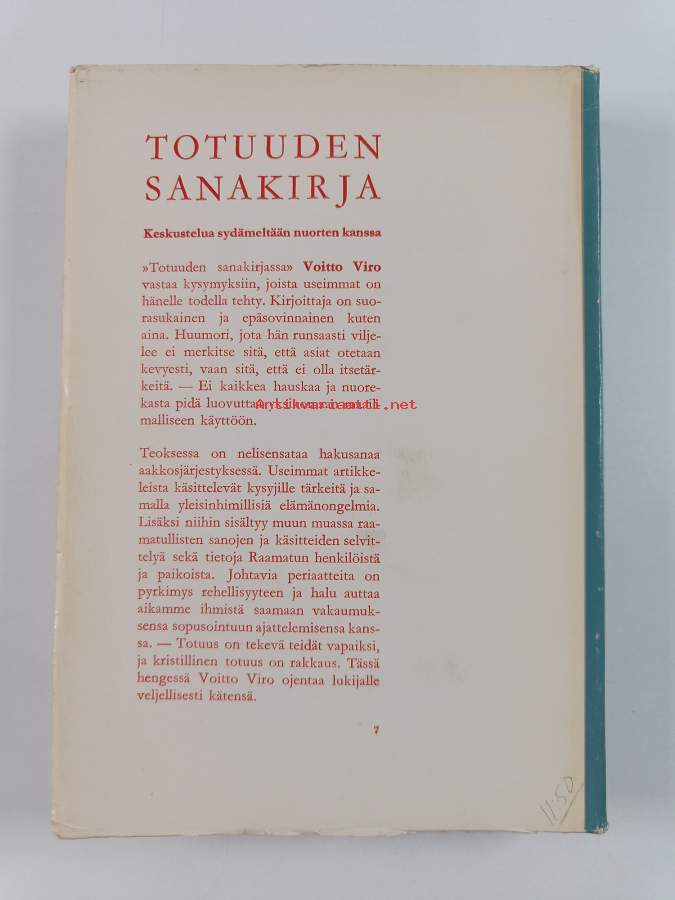 TOTUUDEN
SANAKIRJA
Keskustelua sydämeltään nuorten kanssa
»Totuuden sanakirjassa» Voitto Viro
vastaa kysymyksiin, joista useimmat on
hänelle todella tehty. Kirjoittaja on suo-
rasukainen ja epäsovinnainen kuten
aina. Huumori, jota hän runsaasti vilje-
lee ei merkitse sitä, että asiat otetaan
kevyesti, vaan sitä, että ei olla itsetär-
keitä. — Ei kaikkea hauskaa ja nuore-
kasta pidä luovuttaa
Antikvariaatti.net
malliseen käyttöön.
Teoksessa on nelisensataa hakusanaa
aakkosjärjestyksessä. Useimmat artikke-
leista käsittelevät kysyjille tärkeitä ja sa-
malla yleisinhimillisiä elämänongelmia.
Lisäksi niihin sisältyy muun muassa raa-
matullisten sanojen ja käsitteiden selvit-
telyä sekä tietoja Raamatun henkilöistä
ja paikoista. Johtavia periaatteita on
pyrkimys rehellisyyteen ja halu auttaa
aikamme ihmistä saamaan vakaumuk-
sensa sopusointuun ajattelemisensa kans-
sa. — Totuus on tekevä teidät vapaiksi,
ja kristillinen totuus on rakkaus. Tässä
hengessä Voitto Viro ojentaa lukijalle
veljellisesti kätensä.
7
11.50